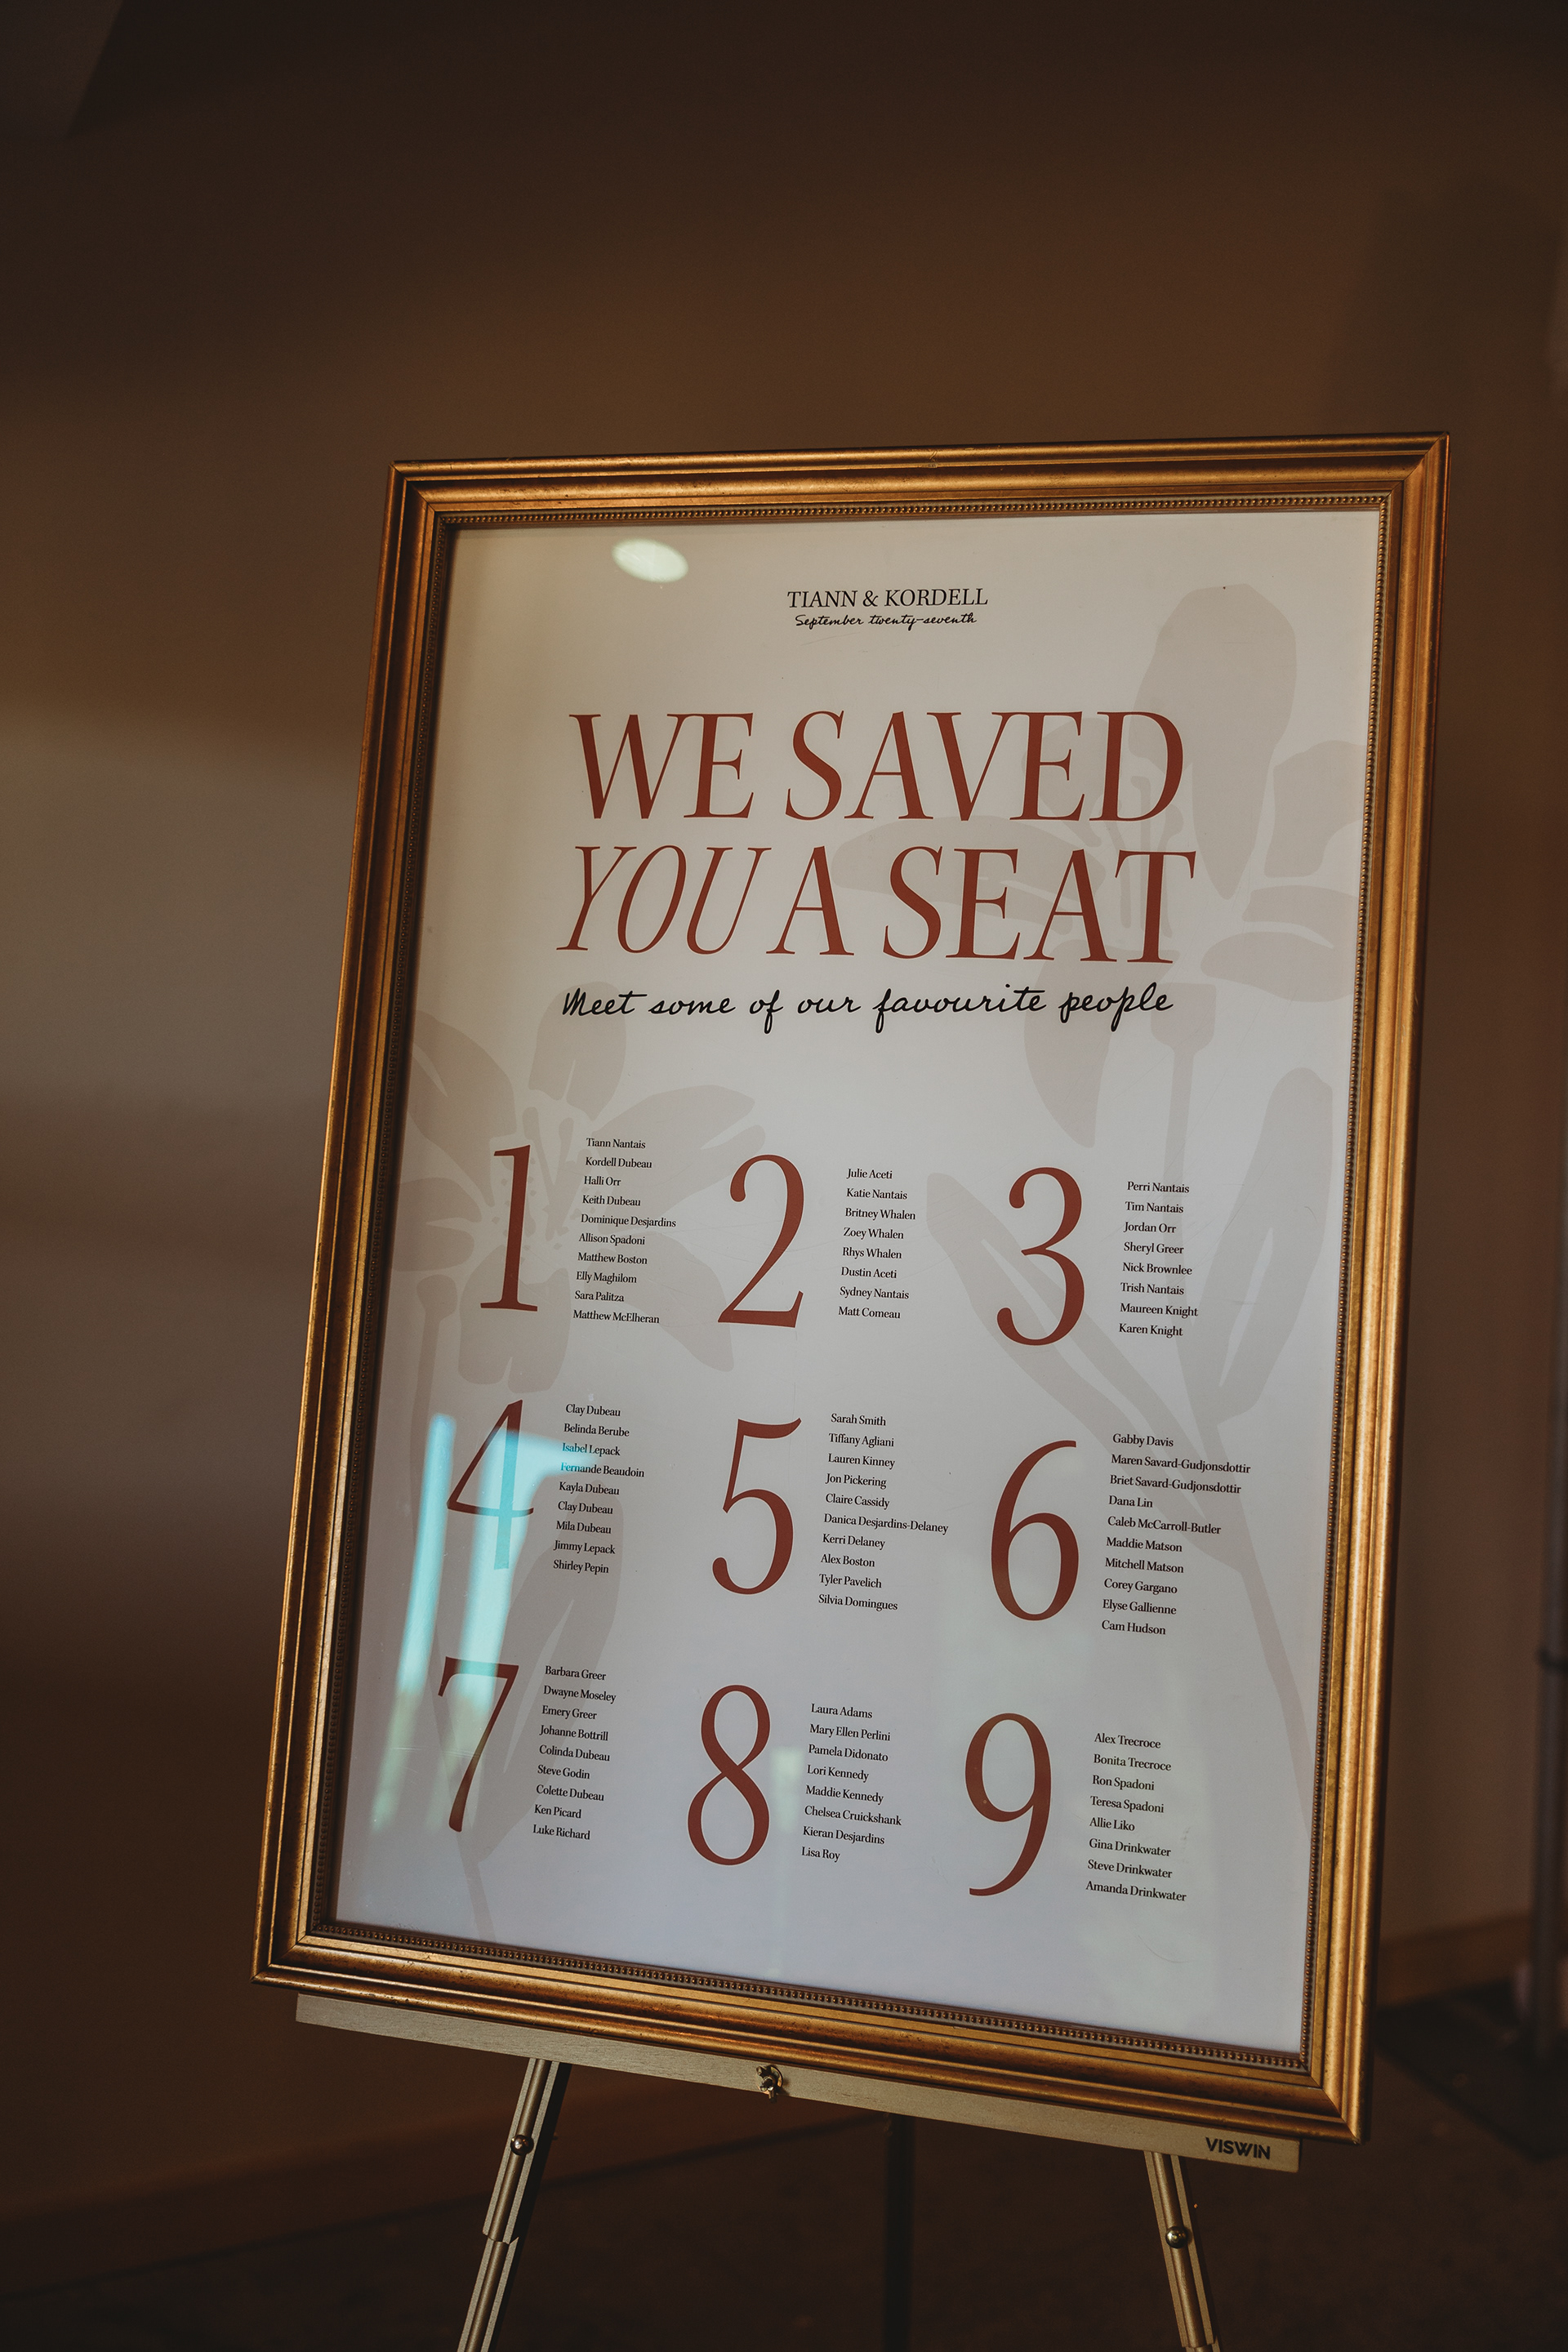 TIANN & KORDELL
September twenty-seventh
WE SAVED
YOU A SEAT
Meet some of our favourite people
1
Tiann Nantais
Kordell Dubeau
Halli Orr
Keith Dubeau
Dominique Desjardins
Allison Spadoni
Matthew Boston
Elly Maghilom
Sara Palitza
Matthew McElheran
2
Julie Aceti
Katie Nantais
Britney Whalen
Zoey Whalen
Rhys Whalen
Dustin Aceti
Sydney Nantais
Matt Comeau
3
Perri Nantais
Tim Nantais
Jordan Orr
Sheryl Greer
Nick Brownlee
Trish Nantais
Maureen Knight
Karen Knight
4
Clay Dubeau
Belinda Berube
Isabel Lepack
Fernande Beaudoin
Kayla Dubeau
Clay Dubeau
Mila Dubeau
Jimmy Lepack
Shirley Pepin
5
Sarah Smith
Tiffany Agliani
Lauren Kinney
Jon Pickering
Claire Cassidy
Danica Desjardins-Delaney
Kerri Delaney
Alex Boston
Tyler Pavelich
Silvia Domingues
6
Gabby Davis
Maren Savard-Gudjonsdottir
Briet Savard-Gudjonsdottir
Dana Lin
Caleb McCarroll-Butler
Maddie Matson
Mitchell Matson
Corey Gargano
Elyse Gallienne
Cam Hudson
7
Barbara Greer
Dwayne Moseley
Emery Greer
Johanne Bottrill
Colinda Dubeau
Steve Godin
Colette Dubeau
Ken Picard
Luke Richard
8
Laura Adams
Mary Ellen Perlini
Pamela Didonato
Lori Kennedy
Maddie Kennedy
Chelsea Cruickshank
Kieran Desjardins
Lisa Roy
9
Alex Trecroce
Bonita Trecroce
Ron Spadoni
Teresa Spadoni
Allie Liko
Gina Drinkwater
Steve Drinkwater
Amanda Drinkwater
VISWIN